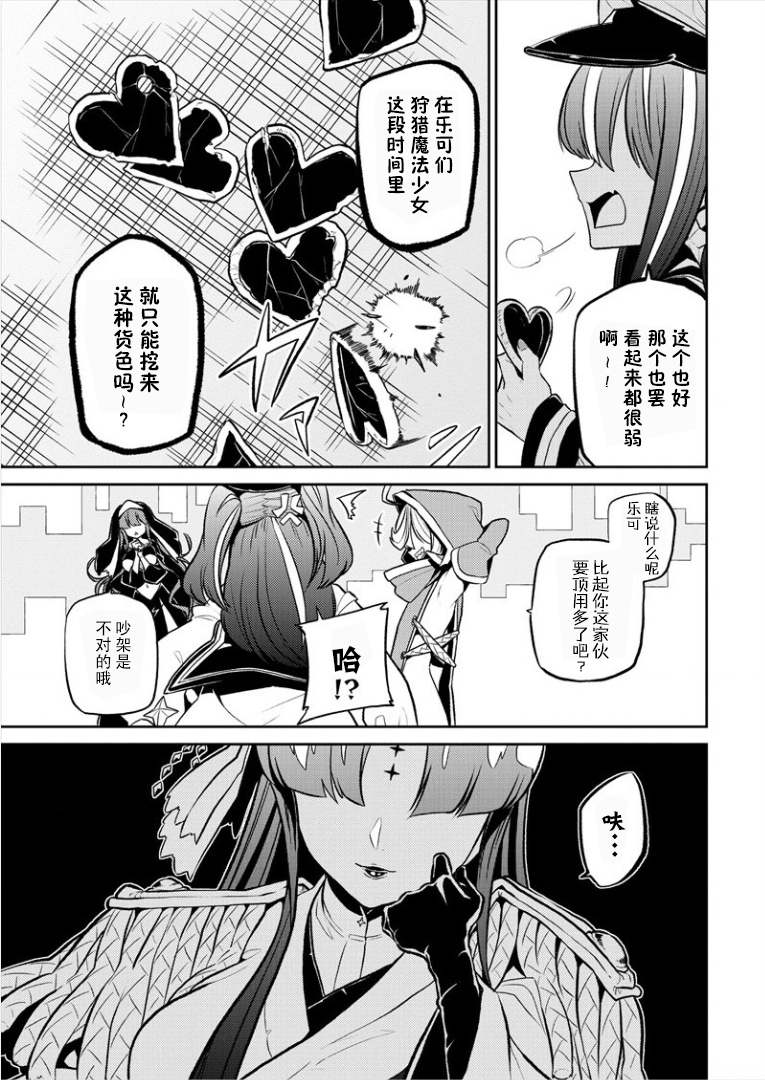 这个也好
那个也罢
看起来都很弱
啊~!
在乐可们
狩猎魔法少女
这段时间里
就只能挖来
这种货色吗~?
瞎说什么呢
乐可
比起你这家伙
要顶用多了吧?
哈!?
吵架是
不对的哦
呋…